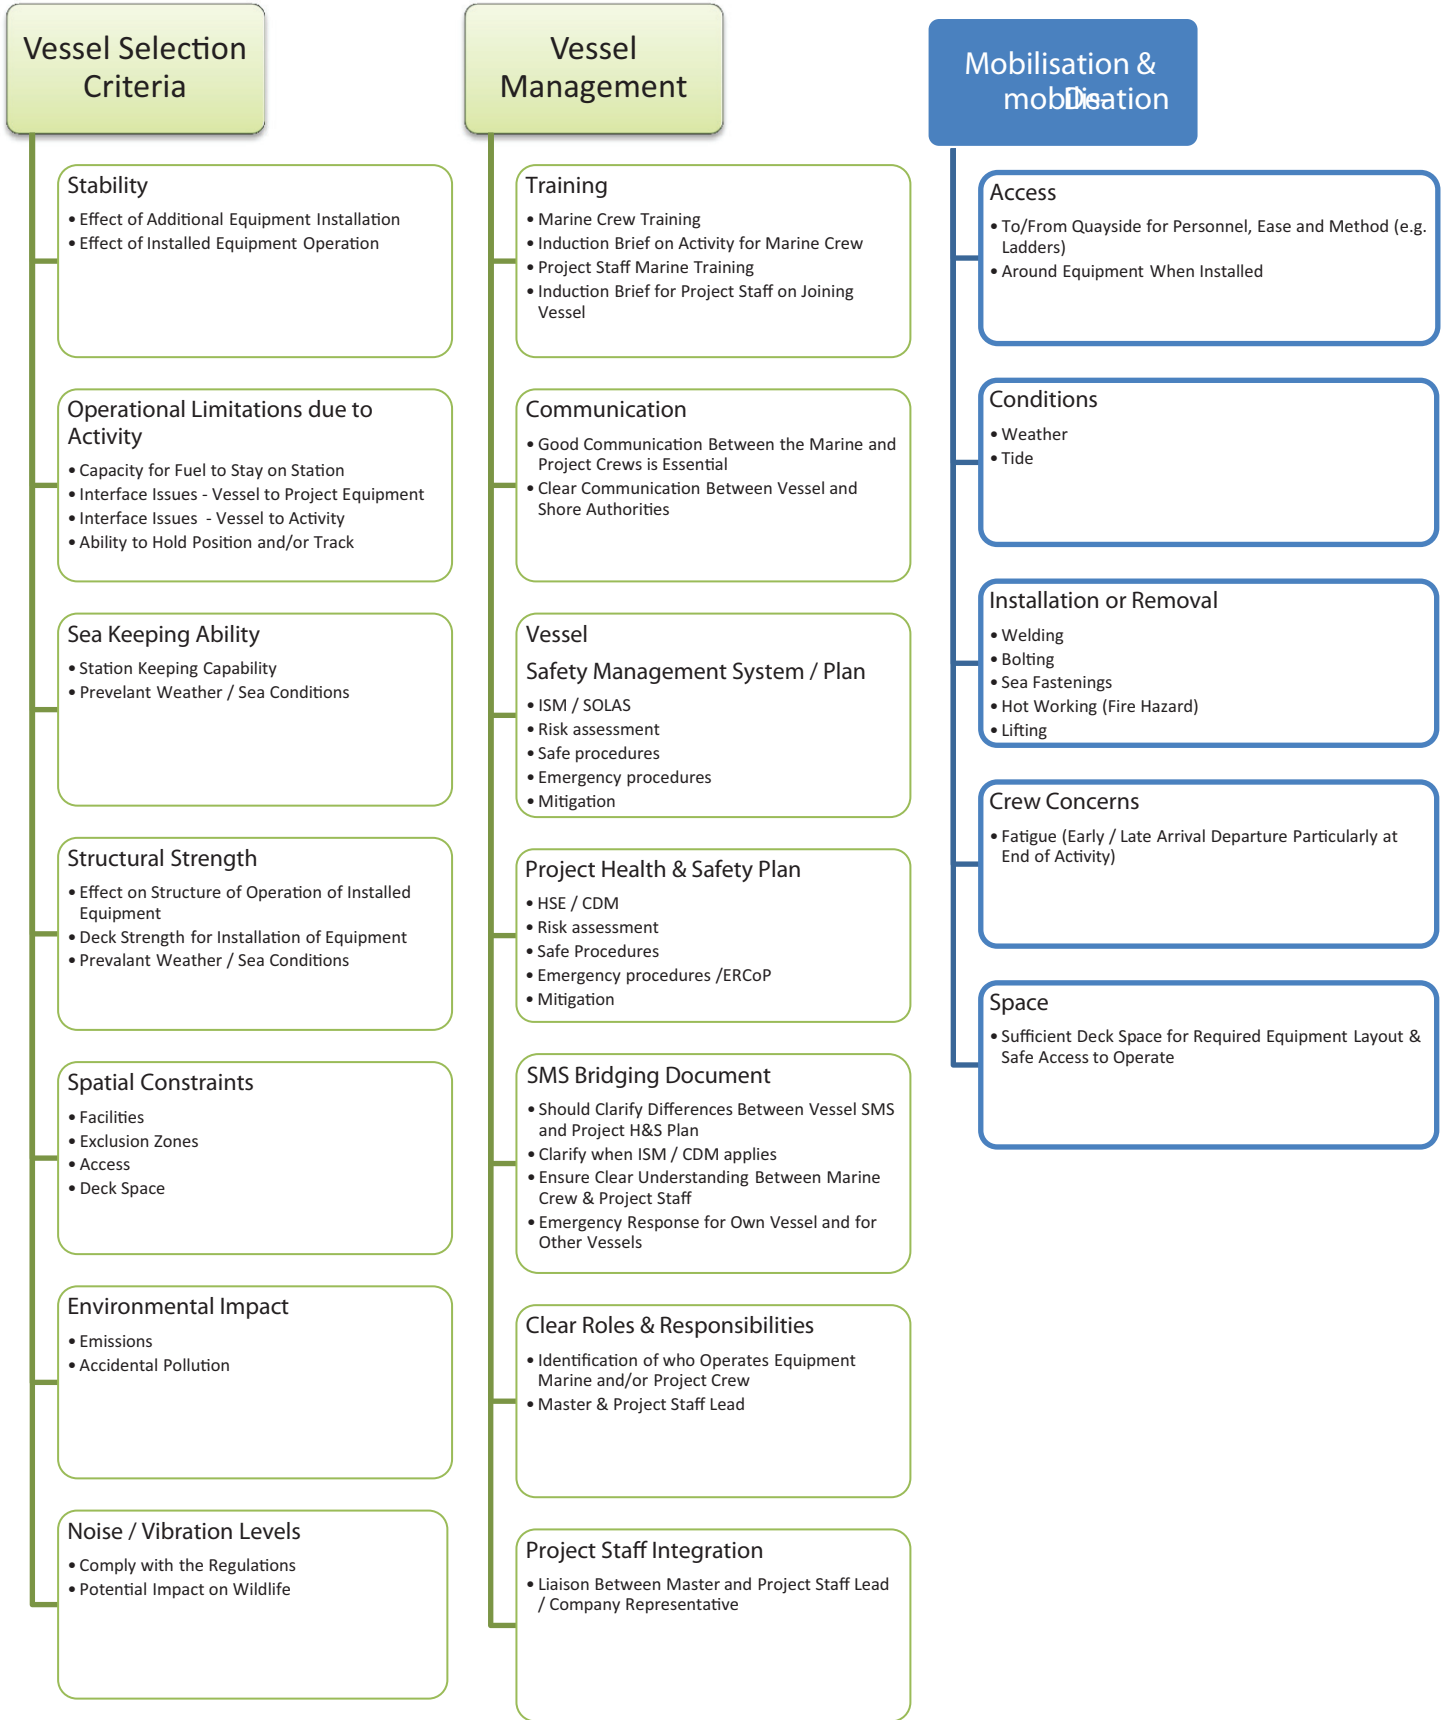 Vessel Selection
Criteria
Stability
• Effect of Additional Equipment Installation
• Effect of Installed Equipment Operation
Operational Limitations due to
Activity
• Capacity for Fuel to Stay on Station
• Interface Issues - Vessel to Project Equipment
• Interface Issues  - Vessel to Activity
• Ability to Hold Position and/or Track
Sea Keeping Ability
• Station Keeping Capability
• Prevelant Weather / Sea Conditions
Structural Strength
• Effect on Structure of Operation of Installed
Equipment
• Deck Strength for Installation of Equipment
• Prevalant Weather / Sea Conditions
Spatial Constraints
• Facilities
• Exclusion Zones
• Access
• Deck Space
Environmental Impact
• Emissions
• Accidental Pollution
Noise / Vibration Levels
• Comply with the Regulations
• Potential Impact on Wildlife
Vessel
Management
Training
• Marine Crew Training
• Induction Brief on Activity for Marine Crew
• Project Staff Marine Training
• Induction Brief for Project Staff on Joining
Vessel
Communication
• Good Communication Between the Marine and
Project Crews is Essential
• Clear Communication Between Vessel and
Shore Authorities
Vessel
Safety Management System / Plan
• ISM / SOLAS
• Risk assessment
• Safe procedures
• Emergency procedures
• Mitigation
Project Health & Safety Plan
• HSE / CDM
• Risk assessment
• Safe Procedures
• Emergency procedures /ERCoP
• Mitigation
SMS Bridging Document
• Should Clarify Differences Between Vessel SMS
and Project H&S Plan
• Clarify when ISM / CDM applies
• Ensure Clear Understanding Between Marine
Crew & Project Staff
• Emergency Response for Own Vessel and for
Other Vessels
Clear Roles & Responsibilities
• Identification of who Operates Equipment
Marine and/or Project Crew
• Master & Project Staff Lead
Project Staff Integration
• Liaison Between Master and Project Staff Lead
/ Company Representative
Mobilisation &
De-mobilisation
Access
• To/From Quayside for Personnel, Ease and Method (e.g.
Ladders)
• Around Equipment When Installed
Conditions
• Weather
• Tide
Installation or Removal
• Welding
• Bolting
• Sea Fastenings
• Hot Working (Fire Hazard)
• Lifting
Crew Concerns
• Fatigue (Early / Late Arrival Departure Particularly at
End of Activity)
Space
• Sufficient Deck Space for Required Equipment Layout &
Safe Access to Operate